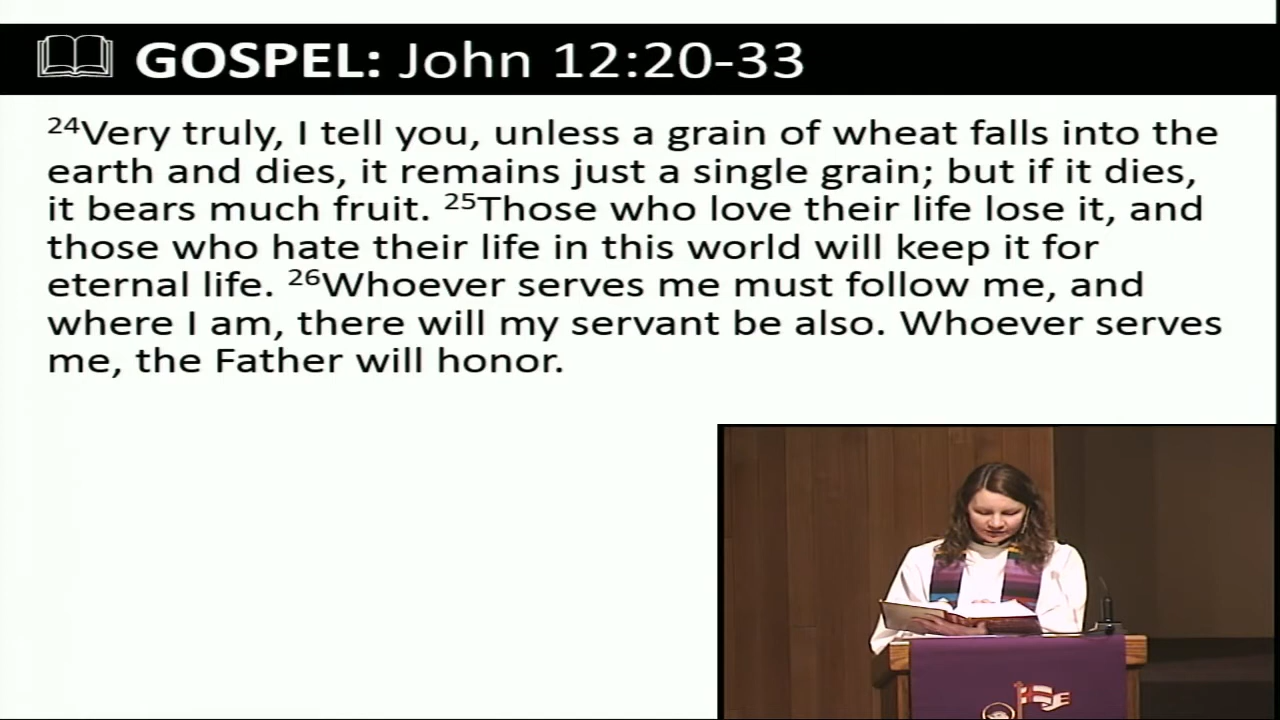 GOSPEL: John 12:20-33
²⁴Very truly, I tell you, unless a grain of wheat falls into the
earth and dies, it remains just a single grain; but if it dies,
it bears much fruit. ²⁵Those who love their life lose it, and
those who hate their life in this world will keep it for
eternal life. ²⁶Whoever serves me must follow me, and
where I am, there will my servant be also. Whoever serves
me, the Father will honor.